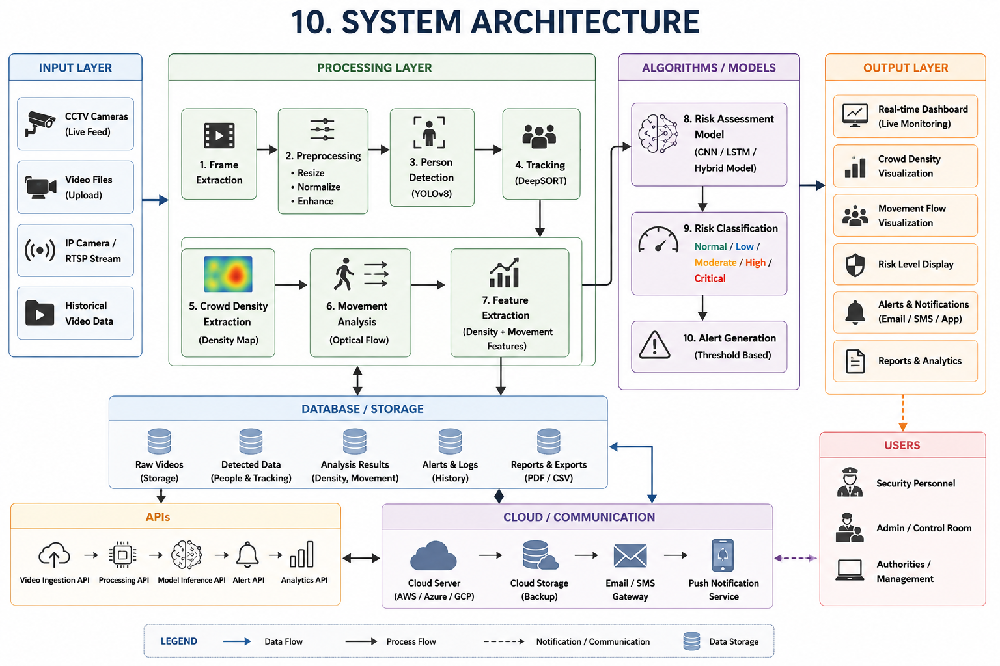 10. SYSTEM ARCHITECTURE
INPUT LAYER
CCTV Cameras
(Live Feed)
Video Files
(Upload)
IP Camera /
RTSP Stream
Historical
Video Data
PROCESSING LAYER
1. Frame
Extraction
2. Preprocessing
• Resize
• Normalize
• Enhance
3. Person
Detection
(YOLOv8)
4. Tracking
(DeepSORT)
5. Crowd Density
Extraction
(Density Map)
6. Movement
Analysis
(Optical Flow)
7. Feature
Extraction
(Density + Movement
Features)
ALGORITHMS / MODELS
8. Risk Assessment
Model
(CNN / LSTM /
Hybrid Model)
9. Risk Classification
Normal / Low /
Moderate / High /
Critical
10. Alert Generation
(Threshold Based)
OUTPUT LAYER
Real-time Dashboard
(Live Monitoring)
Crowd Density
Visualization
Movement Flow
Visualization
Risk Level Display
Alerts & Notifications
(Email / SMS / App)
Reports & Analytics
DATABASE / STORAGE
Raw Videos
(Storage)
Detected Data
(People & Tracking)
Analysis Results
(Density, Movement)
Alerts & Logs
(History)
Reports & Exports
(PDF / CSV)
USERS
Security Personnel
Admin / Control Room
Authorities /
Management
APIs
Video Ingestion API
Processing API
Model Inference API
Alert API
Analytics API
CLOUD / COMMUNICATION
Cloud Server
(AWS / Azure / GCP)
Cloud Storage
(Backup)
Email / SMS
Gateway
Push Notification
Service
LEGEND
Data Flow
Process Flow
Notification / Communication
Data Storage